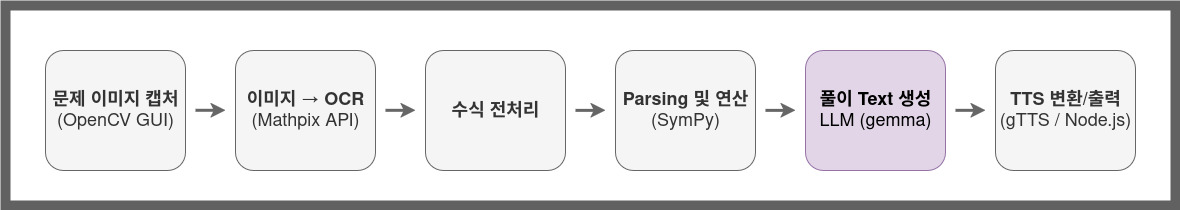 문제 이미지 캡처
(OpenCV GUI)
이미지 → OCR
(Mathpix API)
수식 전처리
Parsing 및 연산
(SymPy)
풀이 Text 생성
LLM (gemma)
TTS 변환/출력
(gTTS / Node.js)